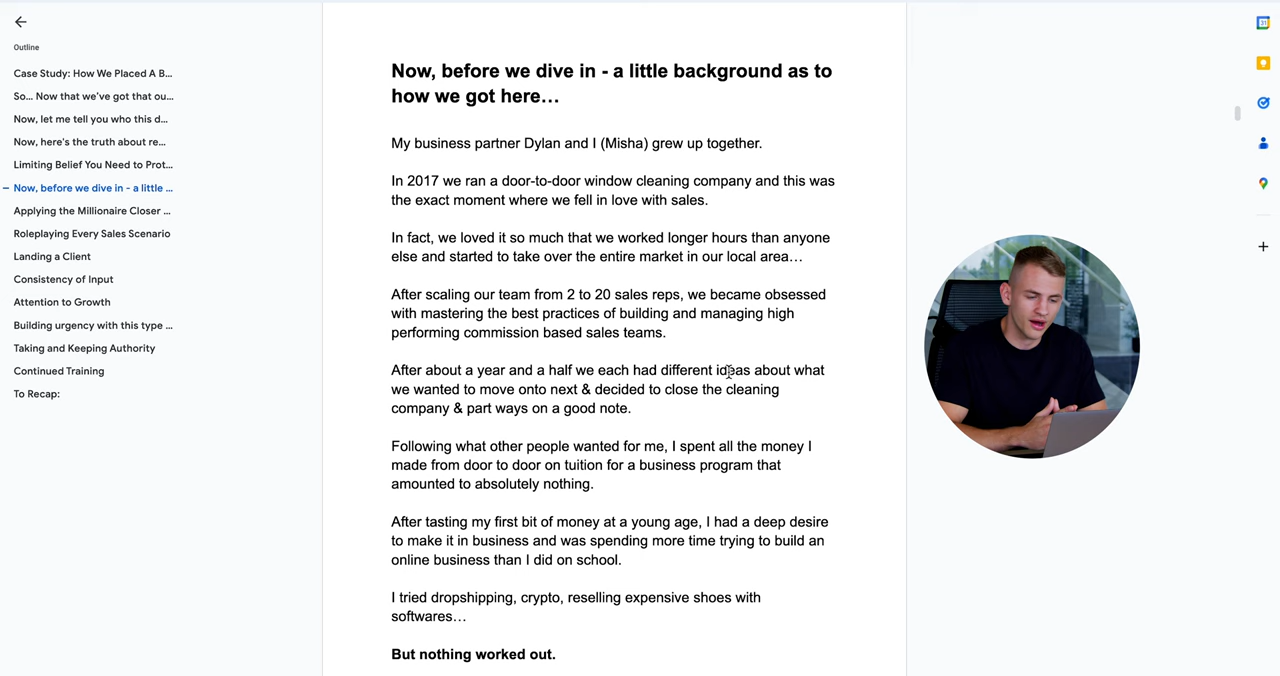 Outline
Case Study: How We Placed A B...
So... Now that we've got that ou...
Now, let me tell you who this d...
Now, here's the truth about re...
Limiting Belief You Need to Prot...
Now, before we dive in - a little ...
Applying the Millionaire Closer ...
Roleplaying Every Sales Scenario
Landing a Client
Consistency of Input
Attention to Growth
Building urgency with this type ...
Taking and Keeping Authority
Continued Training
To Recap:
Now, before we dive in - a little background as to
how we got here…
My business partner Dylan and I (Misha) grew up together.
In 2017 we ran a door-to-door window cleaning company and this was
the exact moment where we fell in love with sales.
In fact, we loved it so much that we worked longer hours than anyone
else and started to take over the entire market in our local area…
After scaling our team from 2 to 20 sales reps, we became obsessed
with mastering the best practices of building and managing high
performing commission based sales teams.
After about a year and a half we each had different ideas about what
we wanted to move onto next & decided to close the cleaning
company & part ways on a good note.
Following what other people wanted for me, I spent all the money I
made from door to door on tuition for a business program that
amounted to absolutely nothing.
After tasting my first bit of money at a young age, I had a deep desire
to make it in business and was spending more time trying to build an
online business than I did on school.
I tried dropshipping, crypto, reselling expensive shoes with
softwares…
But nothing worked out.
31